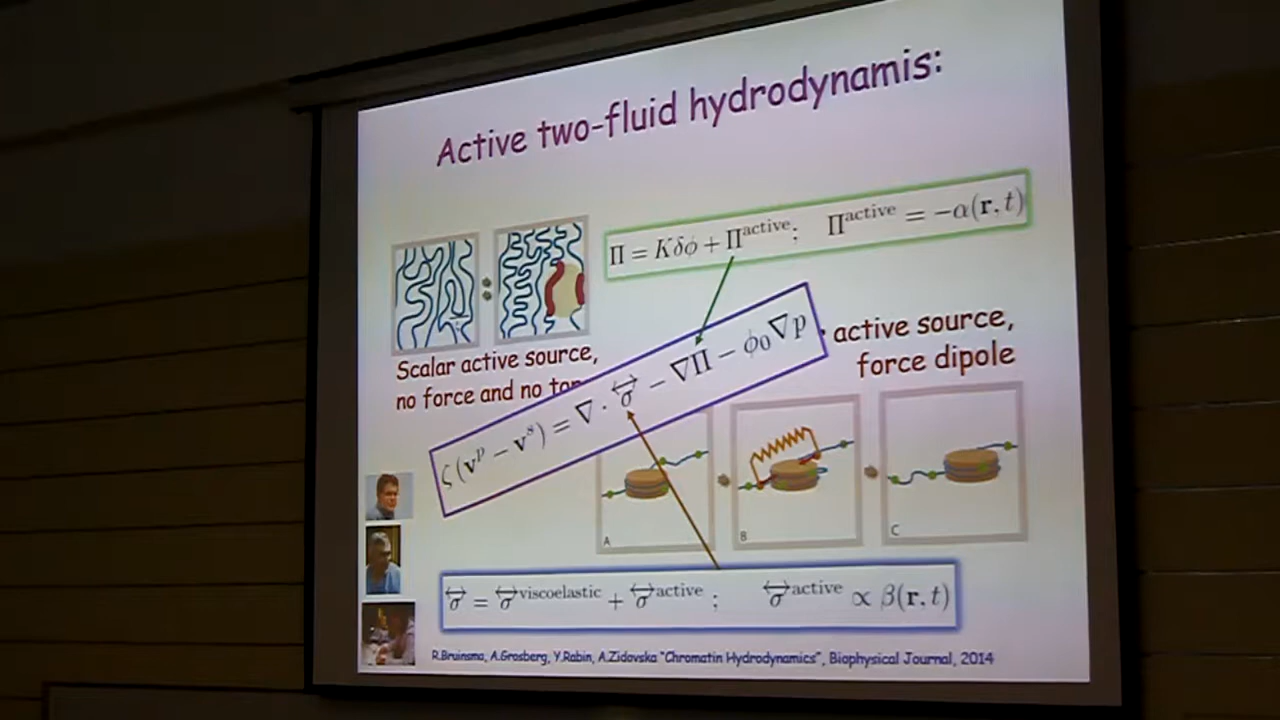 Active two-fluid hydrodynamis:
Π = Kδϕ + Π^active; Π^active = −α(r, t)
Scalar active source,
no force and no
active source,
force dipole
ζ(v^p − v^s) = ∇ · σ⃡ − ∇Π − ϕ₀∇p
A
B
C
σ⃡ = σ⃡^viscoelastic + σ⃡^active ; σ⃡^active ∝ β(r, t)
R.Bruinsma, A.Grosberg, Y.Rabin, A.Zidovska "Chromatin Hydrodynamics", Biophysical Journal, 2014